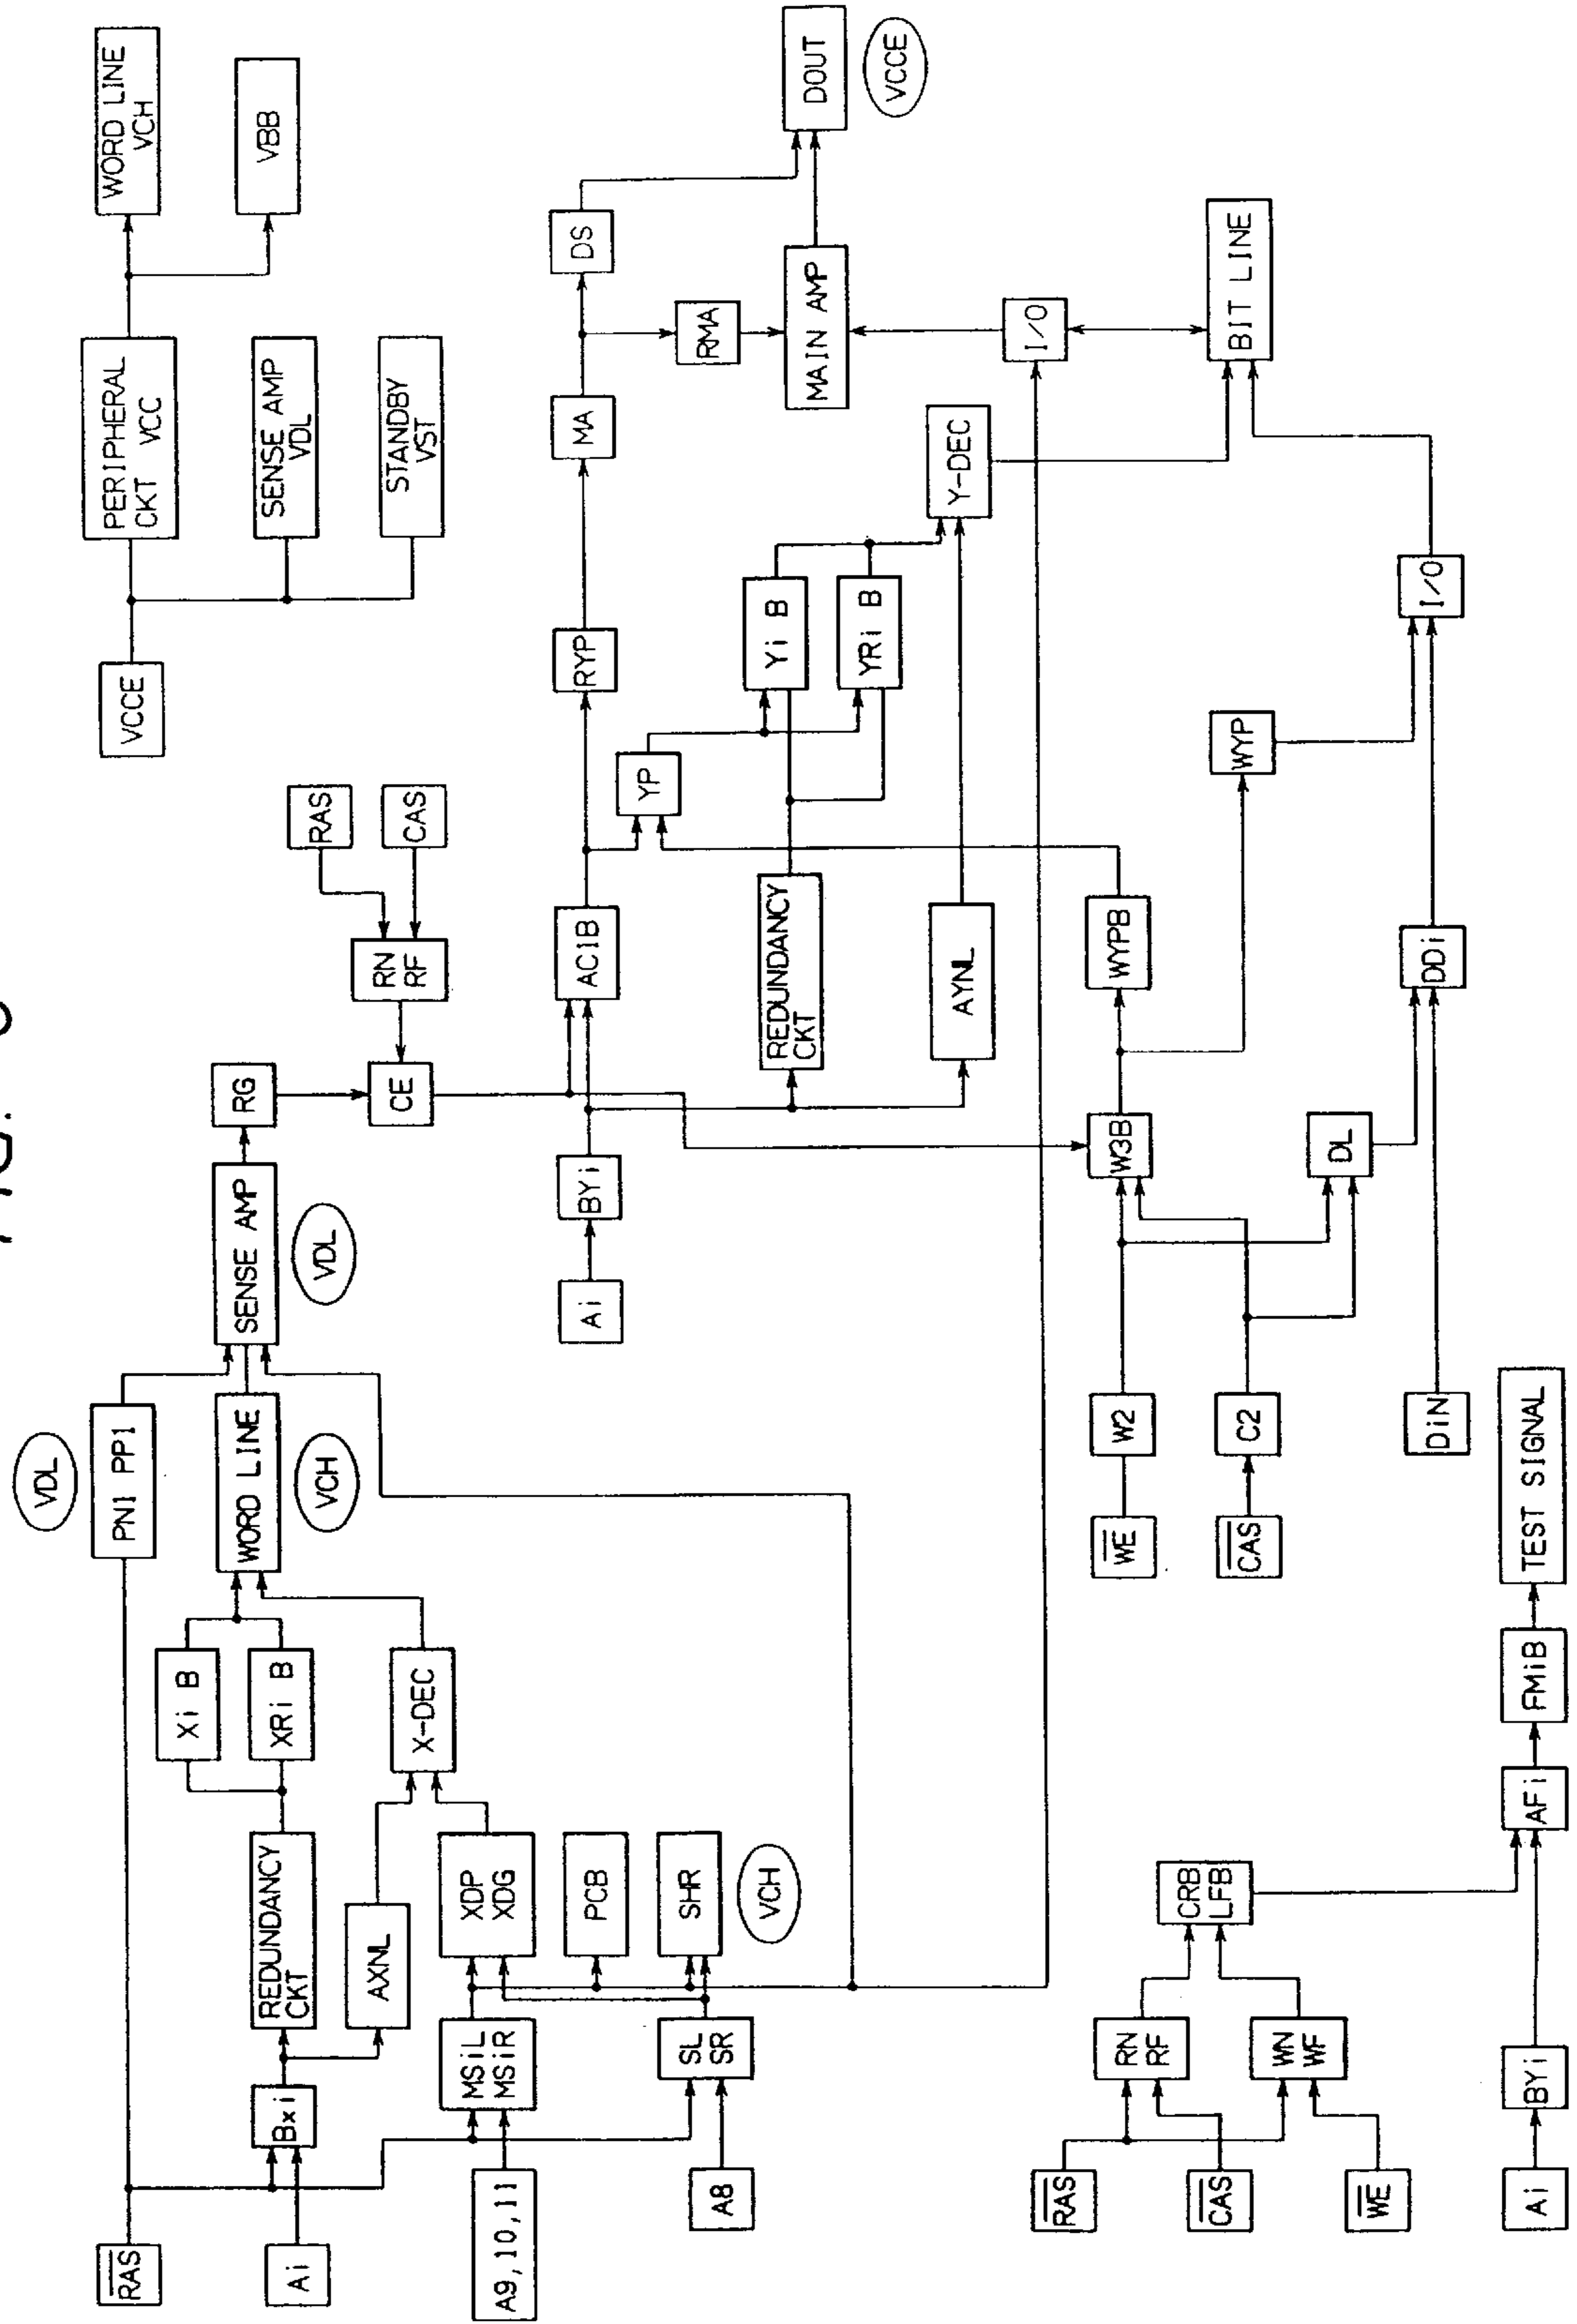 VDL
RAS
PN1 PP1
Ai
Bxi
REDUNDANCY
CKT
Xi B
XRi B
WORD LINE
VCH
SENSE AMP
VDL
RG
AXNL
X-DEC
A9, 10, 11
MSiL
MSiR
XDP
XDG
PCB
SHR
VCH
A8
SL
SR
RAS
CAS
RN
RF
CE
VCCE
PERIPHERAL
CKT VCC
WORD LINE
VCH
VBB
SENSE AMP
VDL
STANDBY
VST
Ai
BYi
AC1B
RYP
MA
DS
YP
RMA
REDUNDANCY
CKT
Yi B
YRi B
MAIN AMP
DOUT
VCCE
AYNL
Y-DEC
I/O
RAS
CAS
WE
RN
RF
WN
WF
CRB
LFB
WE
W2
W3B
WYPB
WYP
BIT LINE
CAS
C2
DL
DiN
DDi
I/O
Ai
BYi
AFi
FMiB
TEST SIGNAL